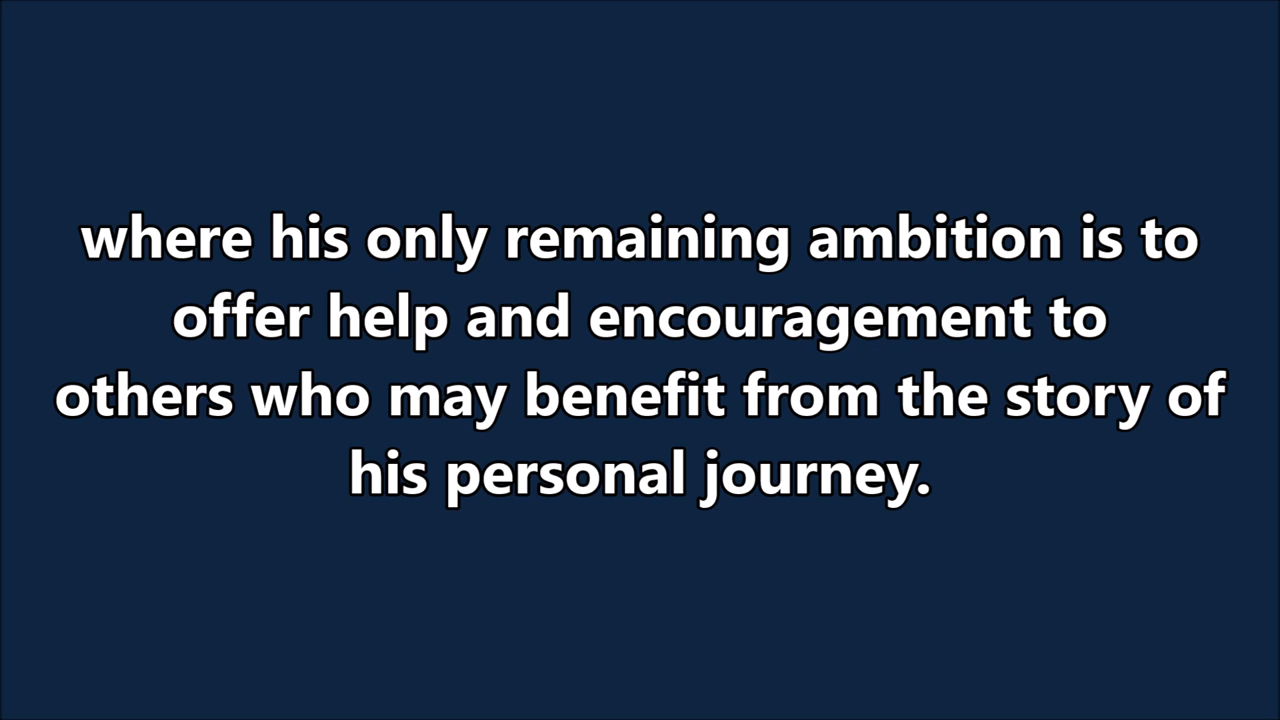 where his only remaining ambition is to
offer help and encouragement to
others who may benefit from the story of
his personal journey.